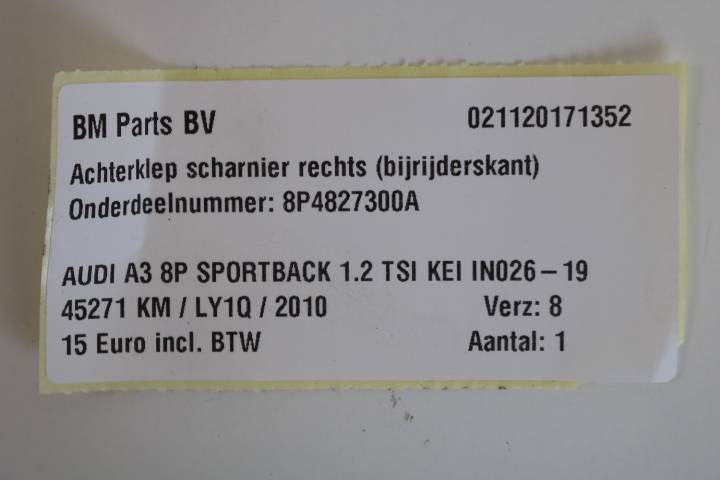 BM Parts BV 021120171352
Achterklep scharnier rechts (bijrijderskant)
Onderdeelnummer: 8P4827300A
AUDI A3 8P SPORTBACK 1.2 TSI KEI IN026-19
45271 KM / LY1Q / 2010 Verz: 8
15 Euro incl. BTW Aantal: 1